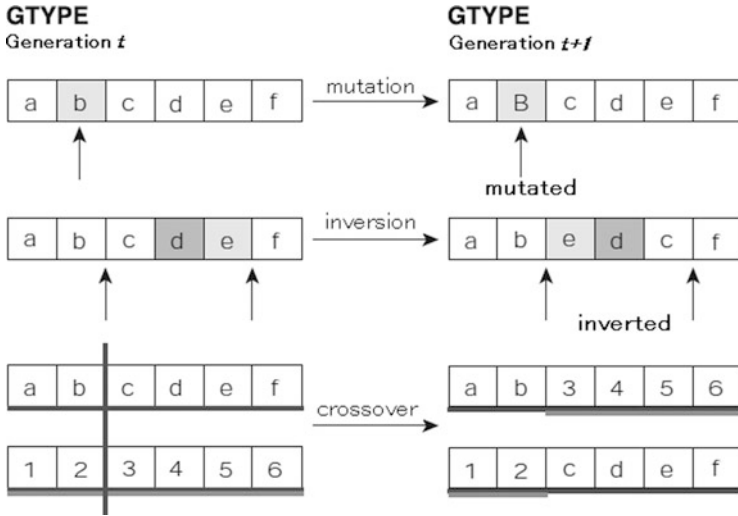 GTYPE
Generation t
GTYPE
Generation t+1
a b c d e f
mutation
a B c d e f
mutated
a b c d e f
inversion
a b e d c f
inverted
a b c d e f
crossover
a b 3 4 5 6
1 2 3 4 5 6
1 2 c d e f